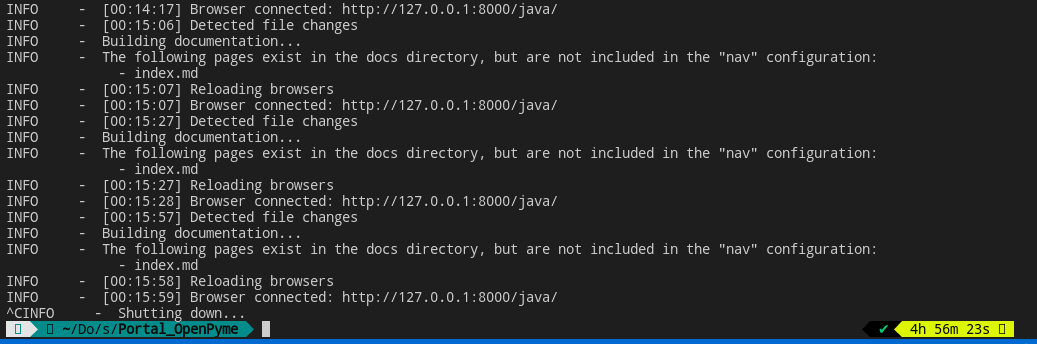 INFO     -  [00:14:17] Browser connected: http://127.0.0.1:8000/java/
INFO     -  [00:15:06] Detected file changes
INFO     -  Building documentation...
INFO     -  The following pages exist in the docs directory, but are not included in the "nav" configuration:
              - index.md
INFO     -  [00:15:07] Reloading browsers
INFO     -  [00:15:07] Browser connected: http://127.0.0.1:8000/java/
INFO     -  [00:15:27] Detected file changes
INFO     -  Building documentation...
INFO     -  The following pages exist in the docs directory, but are not included in the "nav" configuration:
              - index.md
INFO     -  [00:15:27] Reloading browsers
INFO     -  [00:15:28] Browser connected: http://127.0.0.1:8000/java/
INFO     -  [00:15:57] Detected file changes
INFO     -  Building documentation...
INFO     -  The following pages exist in the docs directory, but are not included in the "nav" configuration:
              - index.md
INFO     -  [00:15:58] Reloading browsers
INFO     -  [00:15:59] Browser connected: http://127.0.0.1:8000/java/
^CINFO     -  Shutting down...
~/Do/s/Portal_OpenPyme ✔ 4h 56m 23s